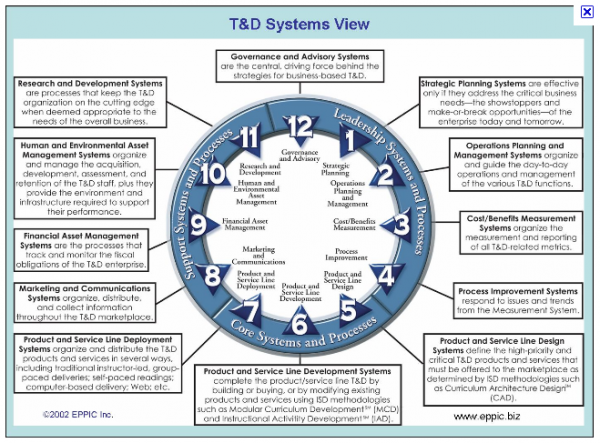 T&D Systems View
Governance and Advisory Systems
are the central, driving force behind the
strategies for business-based T&D.
Research and Development Systems
are processes that keep the T&D
organization on the cutting edge
when deemed appropriate to the
needs of the overall business.
Strategic Planning Systems are effective
only if they address the critical business
needs—the showstoppers and
make-or-break opportunities—of the
enterprise today and tomorrow.
Human and Environmental Asset
Management Systems organize
and manage the acquisition,
development, assessment, and
retention of the T&D staff, plus they
provide the environment and
infrastructure required to support
their performance.
Operations Planning and
Management Systems organize
and guide the day-to-day
operations and management
of the various T&D functions.
Financial Asset Management
Systems are the processes that
track and monitor the fiscal
obligations of the T&D enterprise.
Cost/Benefits Measurement
Systems organize the
measurement and reporting
of all T&D-related metrics.
Marketing and Communications
Systems organize, distribute,
and collect information
throughout the T&D marketplace.
Process Improvement Systems
respond to issues and trends
from the Measurement System.
Product and Service Line Deployment
Systems organize and distribute the T&D
products and services in several ways,
including traditional instructor-led, group-
paced deliveries; self-paced readings;
computer-based delivery; Web; etc.
Product and Service Line Development Systems
complete the product/service line T&D by
building or buying, or by modifying existing
products and services using ISD methodologies
such as Modular Curriculum Development℠ (MCD)
and Instructional Activity Development℠ (IAD).
Product and Service Line Design
Systems define the high-priority and
critical T&D products and services that
must be offered to the marketplace as
determined by ISD methodologies such
as Curriculum Architecture Design℠
(CAD).
Leadership Systems and Processes
Core Systems and Processes
Support Systems and Processes
12
Governance
and Advisory
1
Strategic
Planning
2
Operations
Planning
and
Management
3
Cost/Benefits
Measurement
4
Process
Improvement
5
Product and
Service Line
Design
6
Product and
Service Line
Development
7
Product and
Service Line
Deployment
8
Marketing
and
Communications
9
Financial Asset
Management
10
Human and
Environmental
Asset
Management
11
Research and
Development
©2002 EPPIC Inc.
www.eppic.biz